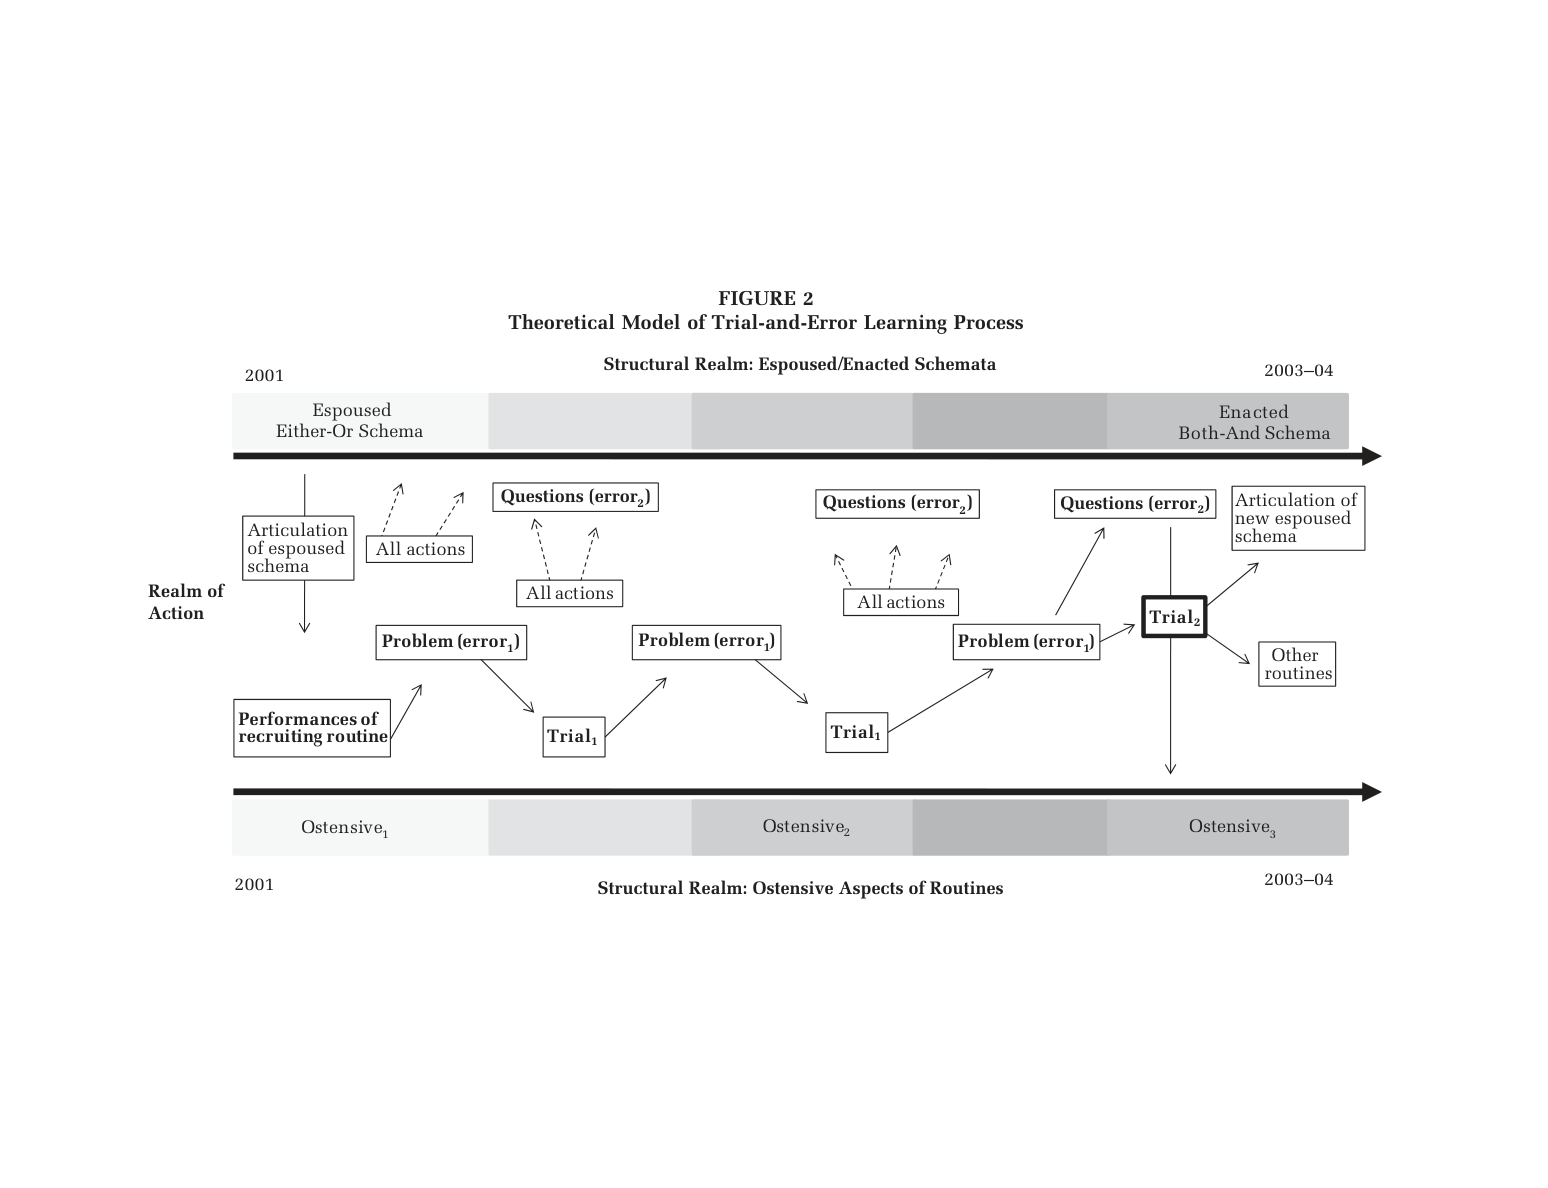 FIGURE 2
Theoretical Model of Trial-and-Error Learning Process
Structural Realm: Espoused/Enacted Schemata
2001
2003–04
Espoused
Either-Or Schema
Enacted
Both-And Schema
Articulation
of espoused
schema
All actions
Questions (error₂)
All actions
Questions (error₂)
All actions
Questions (error₂)
Articulation of
new espoused
schema
Realm of
Action
Problem (error₁)
Problem (error₁)
Problem (error₁)
Trial₂
Other
routines
Performances of
recruiting routine
Trial₁
Trial₁
Ostensive₁
Ostensive₂
Ostensive₃
2001
Structural Realm: Ostensive Aspects of Routines
2003–04